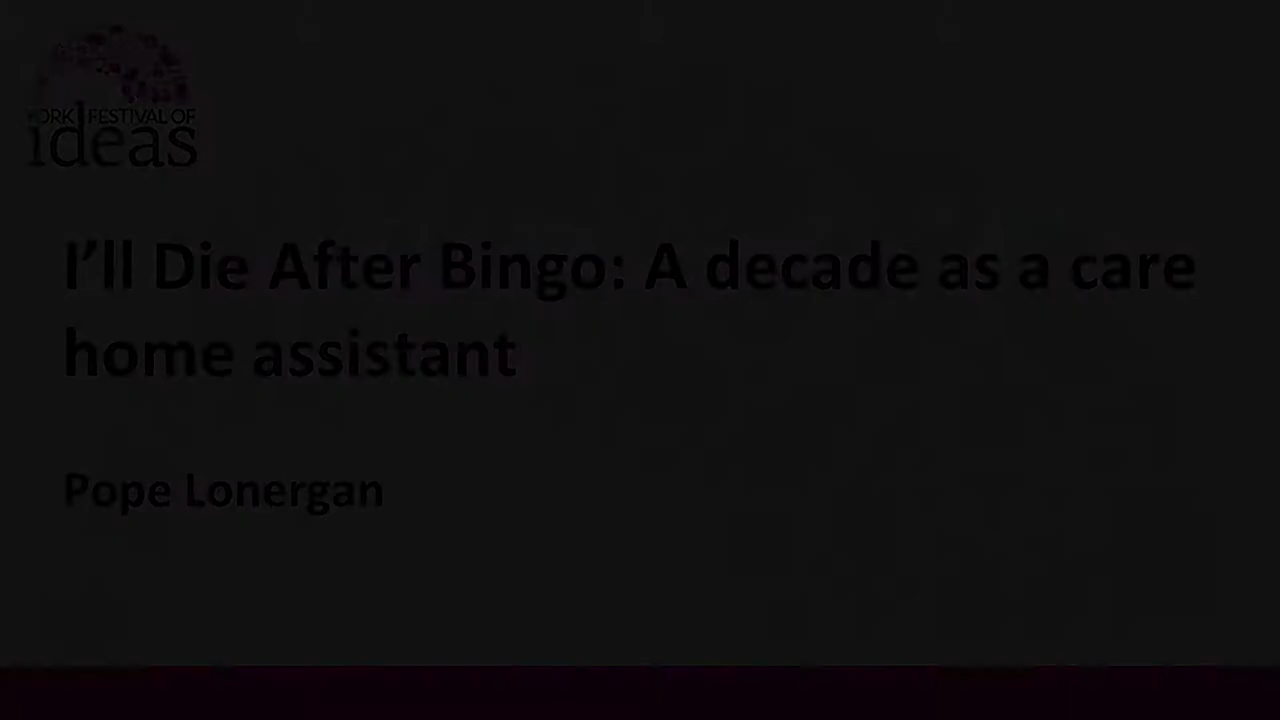 YORK FESTIVAL OF
ideas
I’ll Die After Bingo: A decade as a care
home assistant
Pope Lonergan